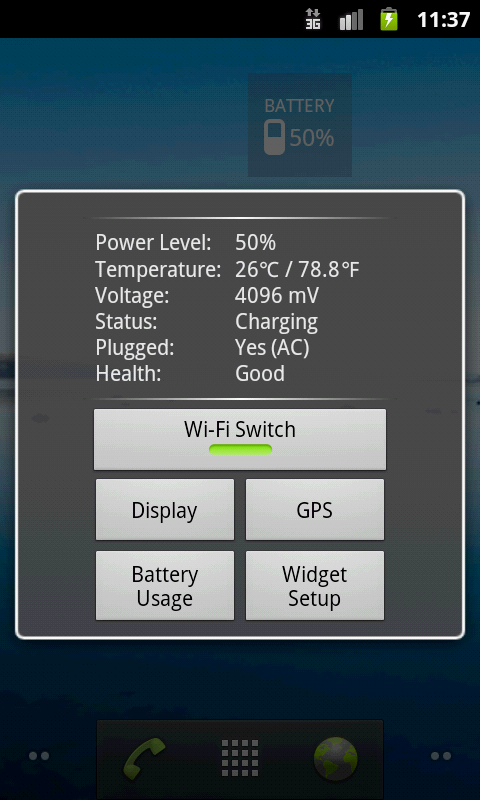 3G 11:37
BATTERY
50%
Power Level: 50%
Temperature: 26℃ / 78.8℉
Voltage: 4096 mV
Status: Charging
Plugged: Yes (AC)
Health: Good
Wi-Fi Switch
Display GPS
Battery
Usage
Widget
Setup